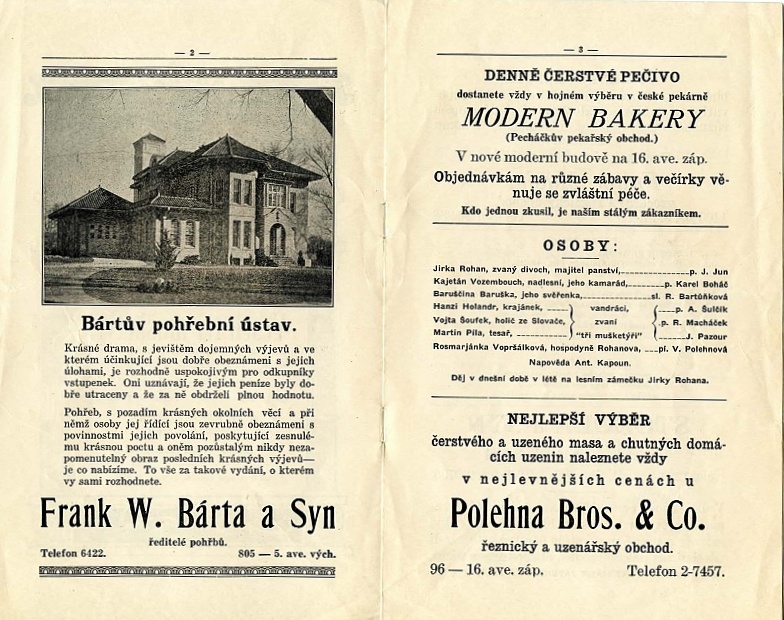 — 2 —
Bártův pohřební ústav.
Krásné drama, s jevištěm dojemných výjevů a ve
kterém účinkující jsou dobře obeznámeni s jejich
úlohami, je rozhodně uspokojivým pro odkupníky
vstupenek. Oni uznávají, že jejich peníze byly do-
bře utraceny a že za ně obdrželi plnou hodnotu.
Pohřeb, s pozadím krásných okolních věcí a při
němž osoby jej řídící jsou zevrubně obeznámeni s
povinnostmi jejich povolání, poskytující zesnulé-
mu krásnou poctu a oněm pozůstalým nikdy neza-
pomenutelný obraz posledních krásných výjevů—
je co nabízíme. To vše za takové vydání, o kterém
vy sami rozhodnete.
Frank W. Bárta a Syn
ředitelé pohřbů.
Telefon 6422. 805 — 5. ave. vých.
— 3 —
DENNĚ ČERSTVÉ PEČIVO
dostanete vždy v hojném výběru v české pekárně
MODERN BAKERY
(Pecháčkův pekařský obchod.)
V nové moderní budově na 16. ave. záp.
Objednávkám na různé zábavy a večírky vě-
nuje se zvláštní péče.
Kdo jednou zkusil, je naším stálým zákazníkem.
OSOBY:
Jirka Rohan, zvaný divoch, majitel panství, p. J. Jun
Kajetán Vozembouch, nadlesní, jeho kamarád, p. Karel Boháč
Baruščina Baruška, jeho svěřenka, sl. R. Bartůňková
Hanzi Holandr, krajánek, vandráci, p. A. Šulčík
Vojta Šoufek, holič ze Slovače, zvaní p. R. Macháček
Martin Pila, tesař, "tři mušketýři" J. Pazour
Rosmarjánka Vopršálková, hospodyně Rohanova, pí. V. Polehnová
Napověda Ant. Kapoun.
Děj v dnešní době v létě na lesním zámečku Jirky Rohana.
NEJLEPŠÍ VÝBĚR
čerstvého a uzeného masa a chutných domá-
cích uzenin naleznete vždy
v nejlevnějších cenách u
Polehna Bros. & Co.
řeznický a uzenářský obchod.
96 — 16. ave. záp. Telefon 2-7457.